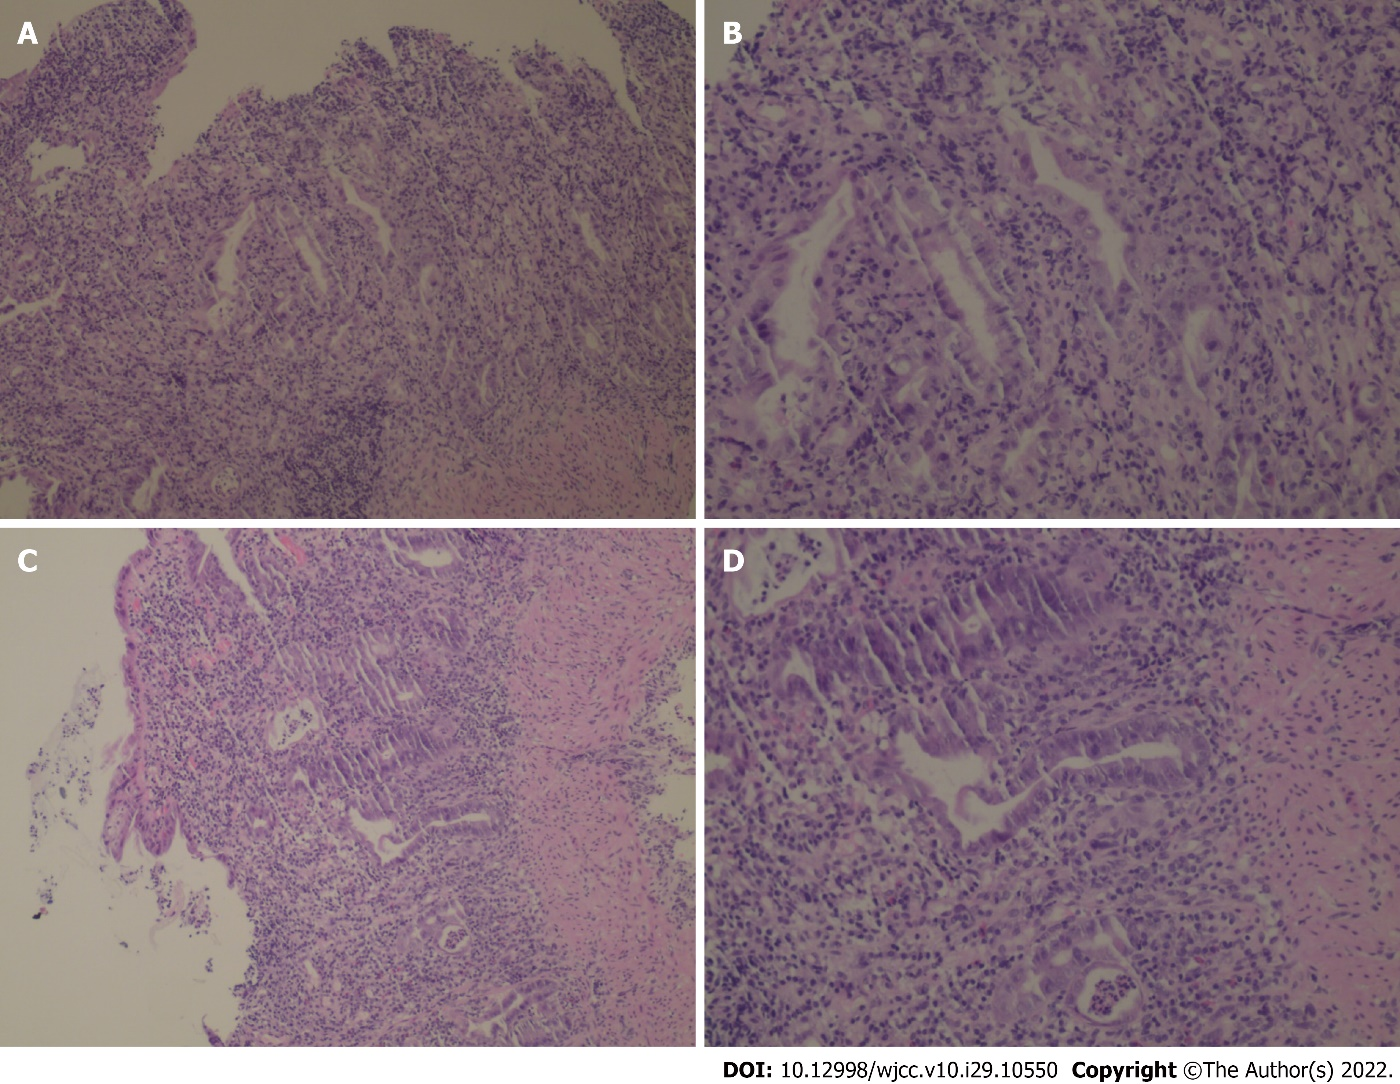 A
B
C
D
DOI: 10.12998/wjcc.v10.i29.10550 Copyright ©The Author(s) 2022.